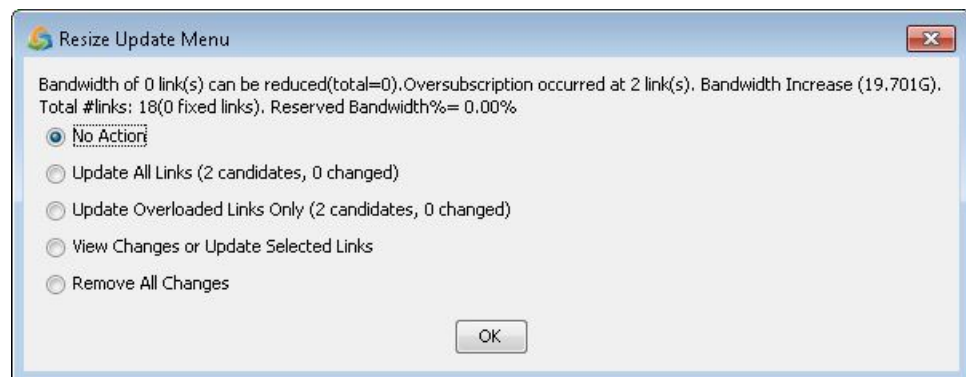 Resize Update Menu
Bandwidth of 0 link(s) can be reduced(total=0).Oversubscription occurred at 2 link(s). Bandwidth Increase (19.701G).
Total #links: 18(0 fixed links). Reserved Bandwidth%= 0.00%
No Action
Update All Links (2 candidates, 0 changed)
Update Overloaded Links Only (2 candidates, 0 changed)
View Changes or Update Selected Links
Remove All Changes
OK